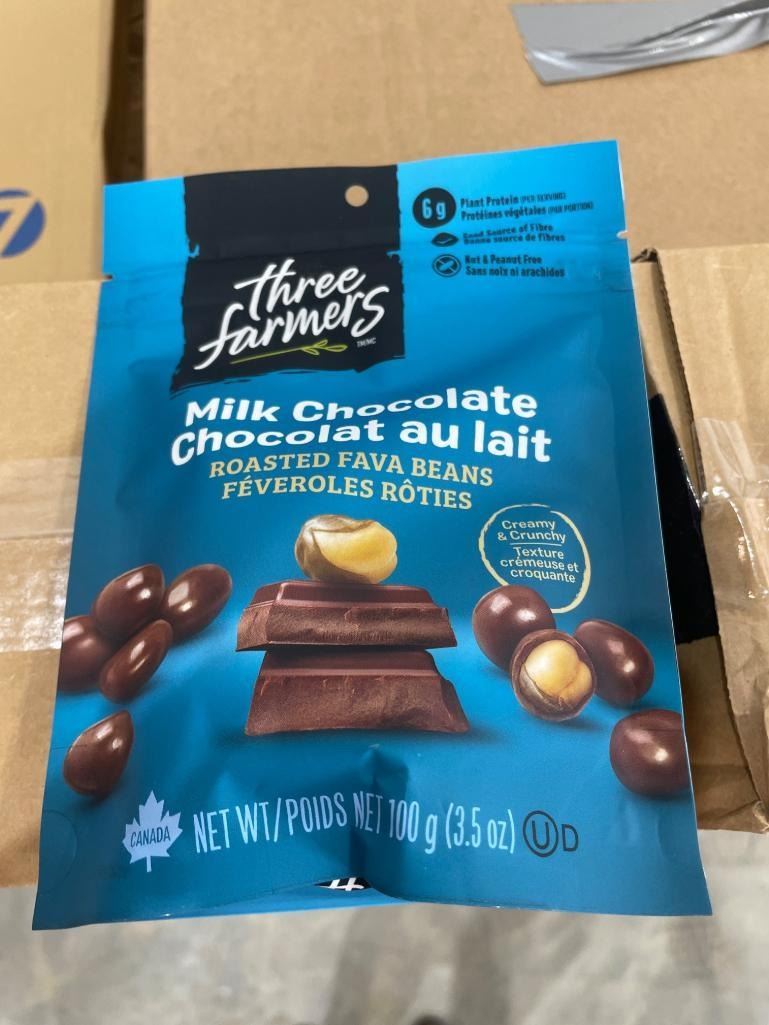 three
farmers
TM/MC
6 g
Plant Protein (PER SERVING)
Protéines végétales (PAR PORTION)
Good Source of Fibre
Bonne source de fibres
Nut & Peanut Free
Sans noix ni arachides
Milk Chocolate
Chocolat au lait
ROASTED FAVA BEANS
FÉVEROLES RÔTIES
Creamy
& Crunchy
Texture
crémeuse et
croquante
CANADA
NET WT/POIDS NET 100 g (3.5 oz)
U D
7